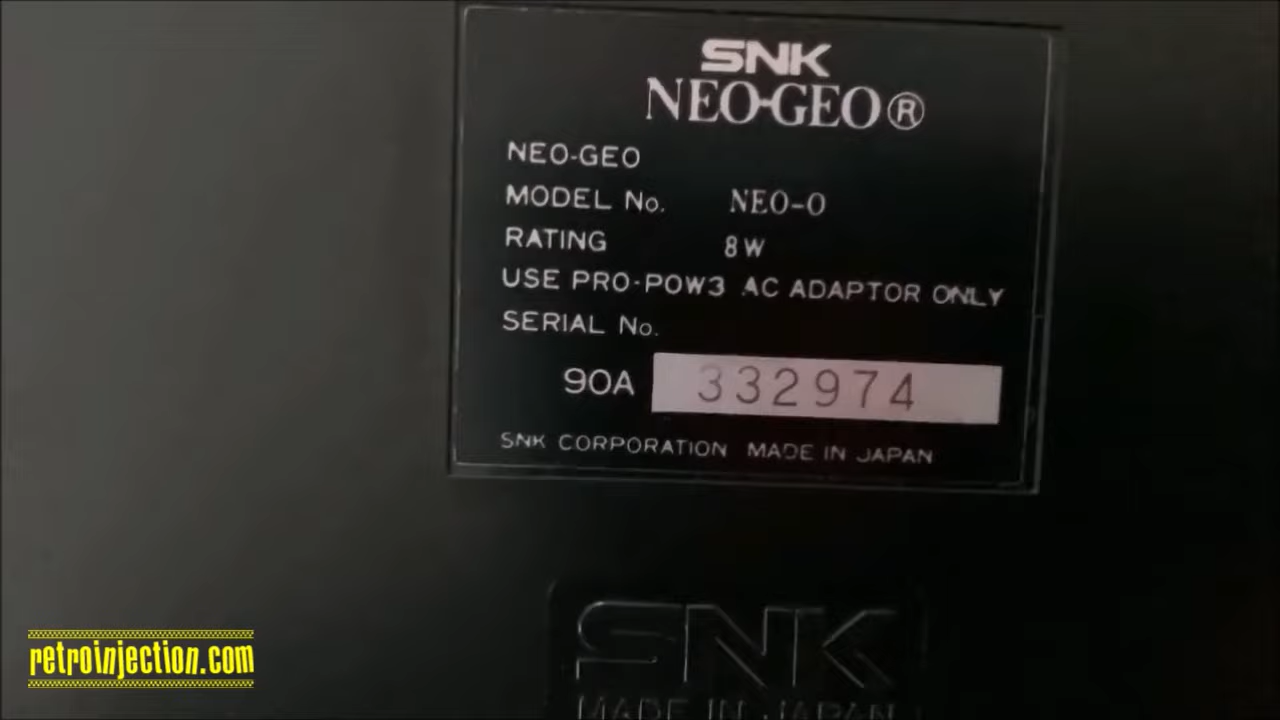 SNK
NEO-GEO®
NEO-GEO
MODEL No. NEO-O
RATING 8W
USE PRO-POW3 AC ADAPTOR ONLY
SERIAL No.
90A 332974
SNK CORPORATION MADE IN JAPAN
SNK
MADE IN JAPAN
retroinjection.com